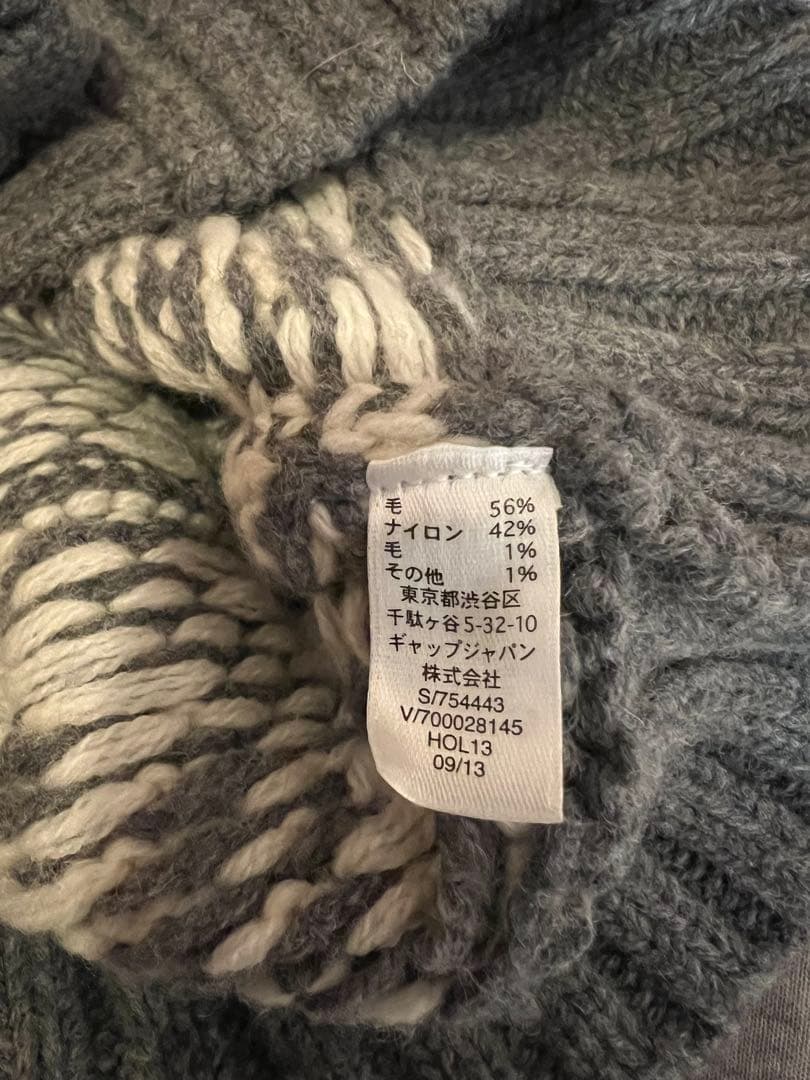 毛 56%
ナイロン 42%
毛 1%
その他 1%
東京都渋谷区
千駄ヶ谷5-32-10
ギャップジャパン
株式会社
S/754443
V/700028145
HOL13
09/13